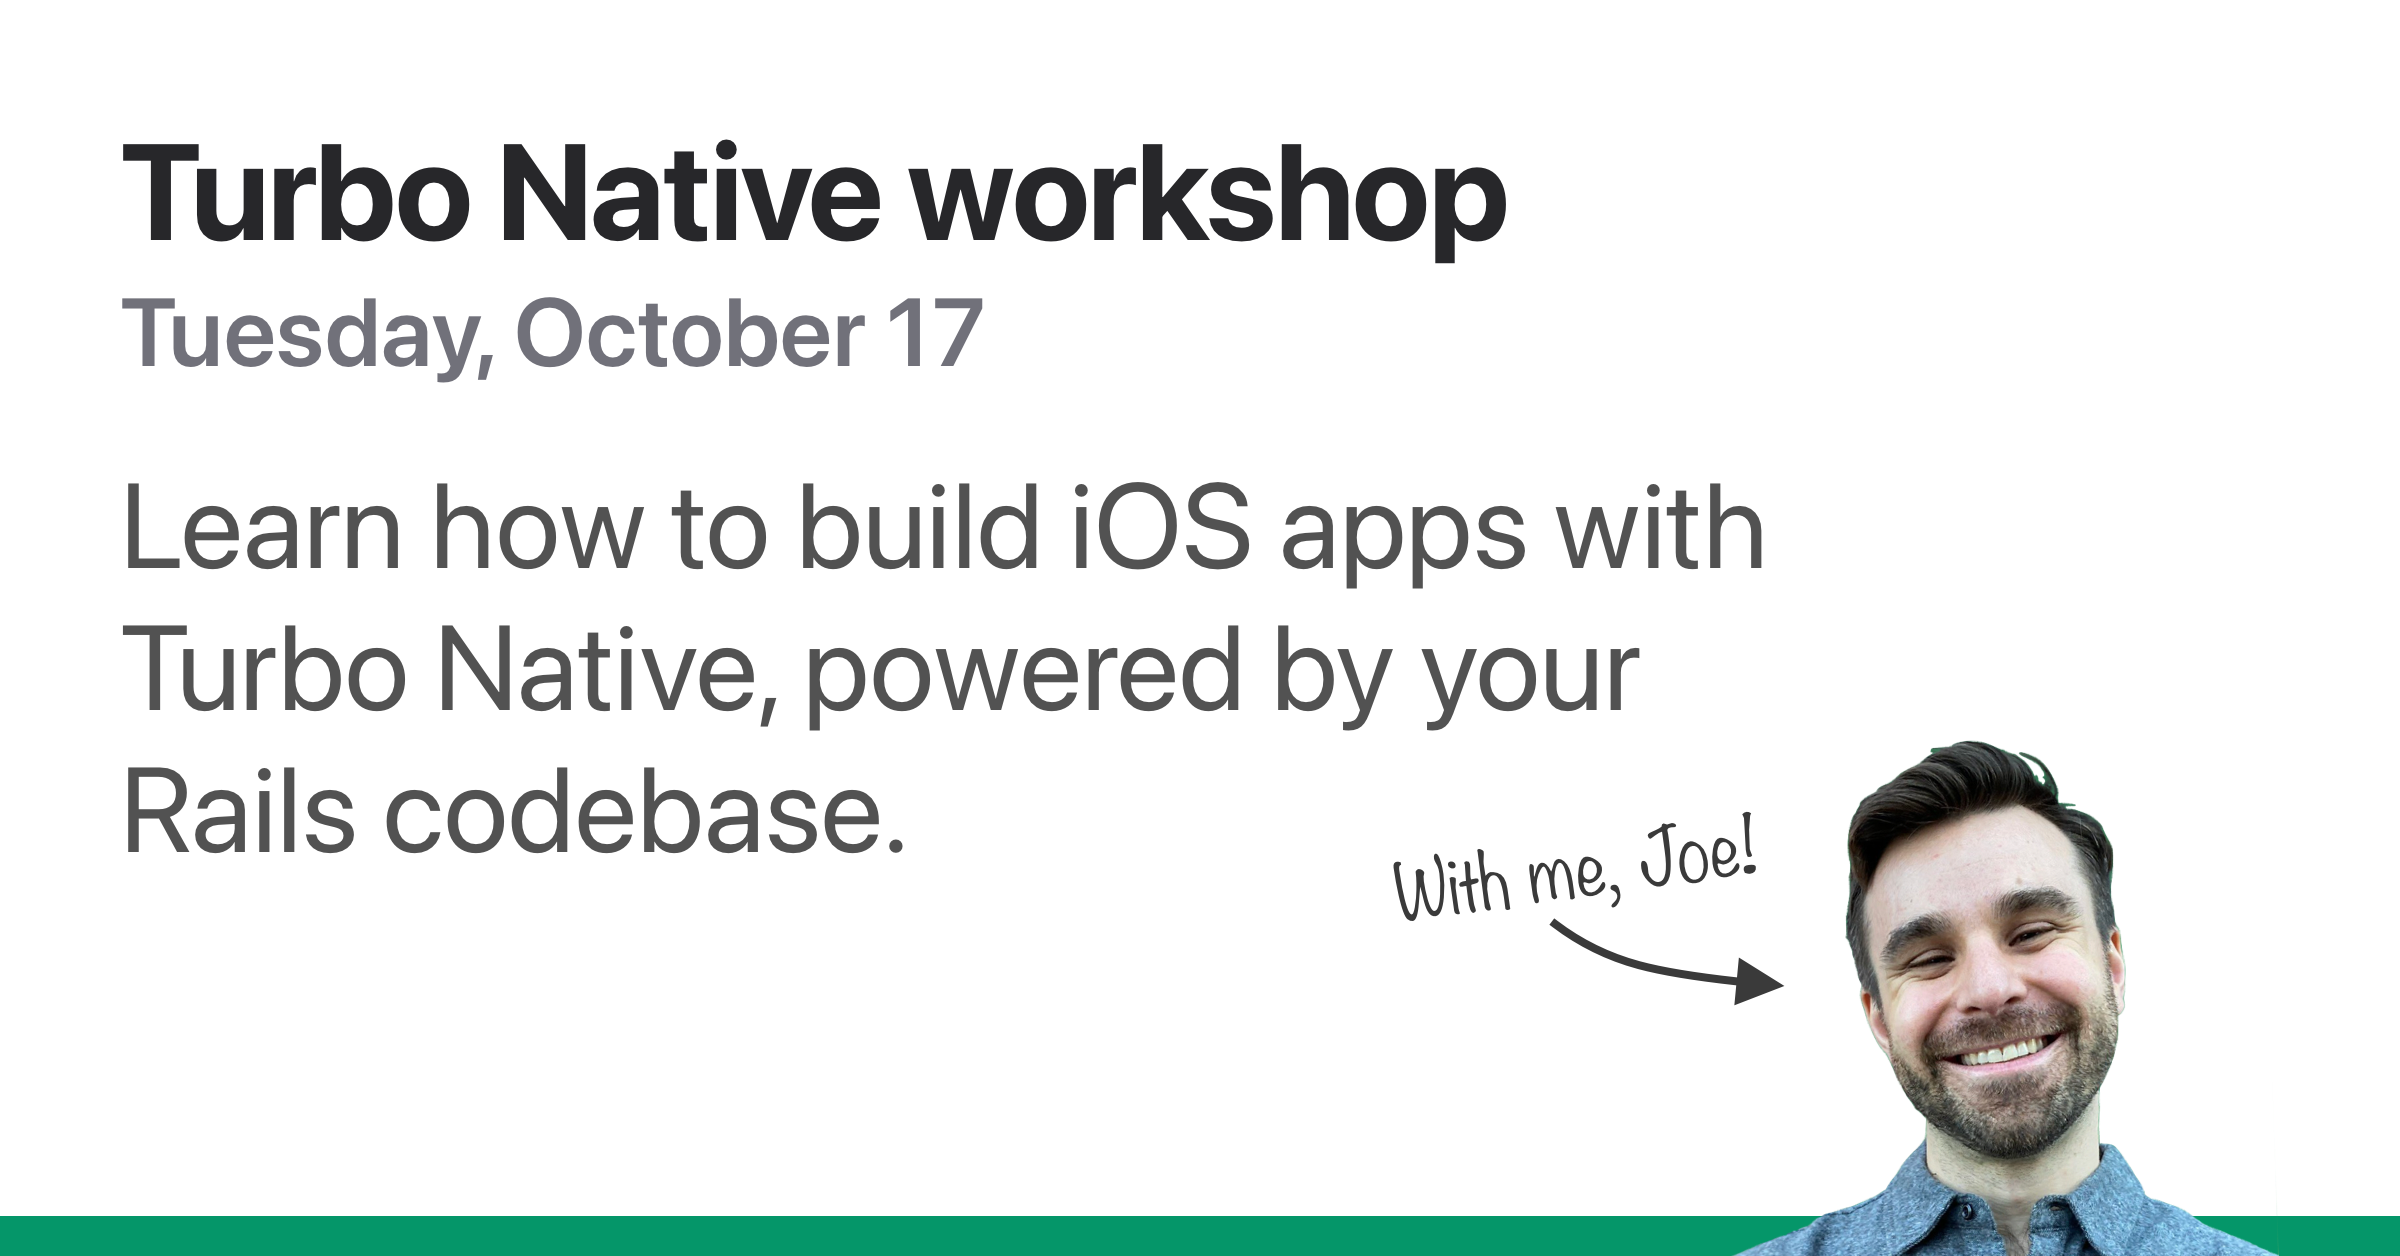 Turbo Native workshop
Tuesday, October 17
Learn how to build iOS apps with
Turbo Native, powered by your
Rails codebase.
With me, Joe!